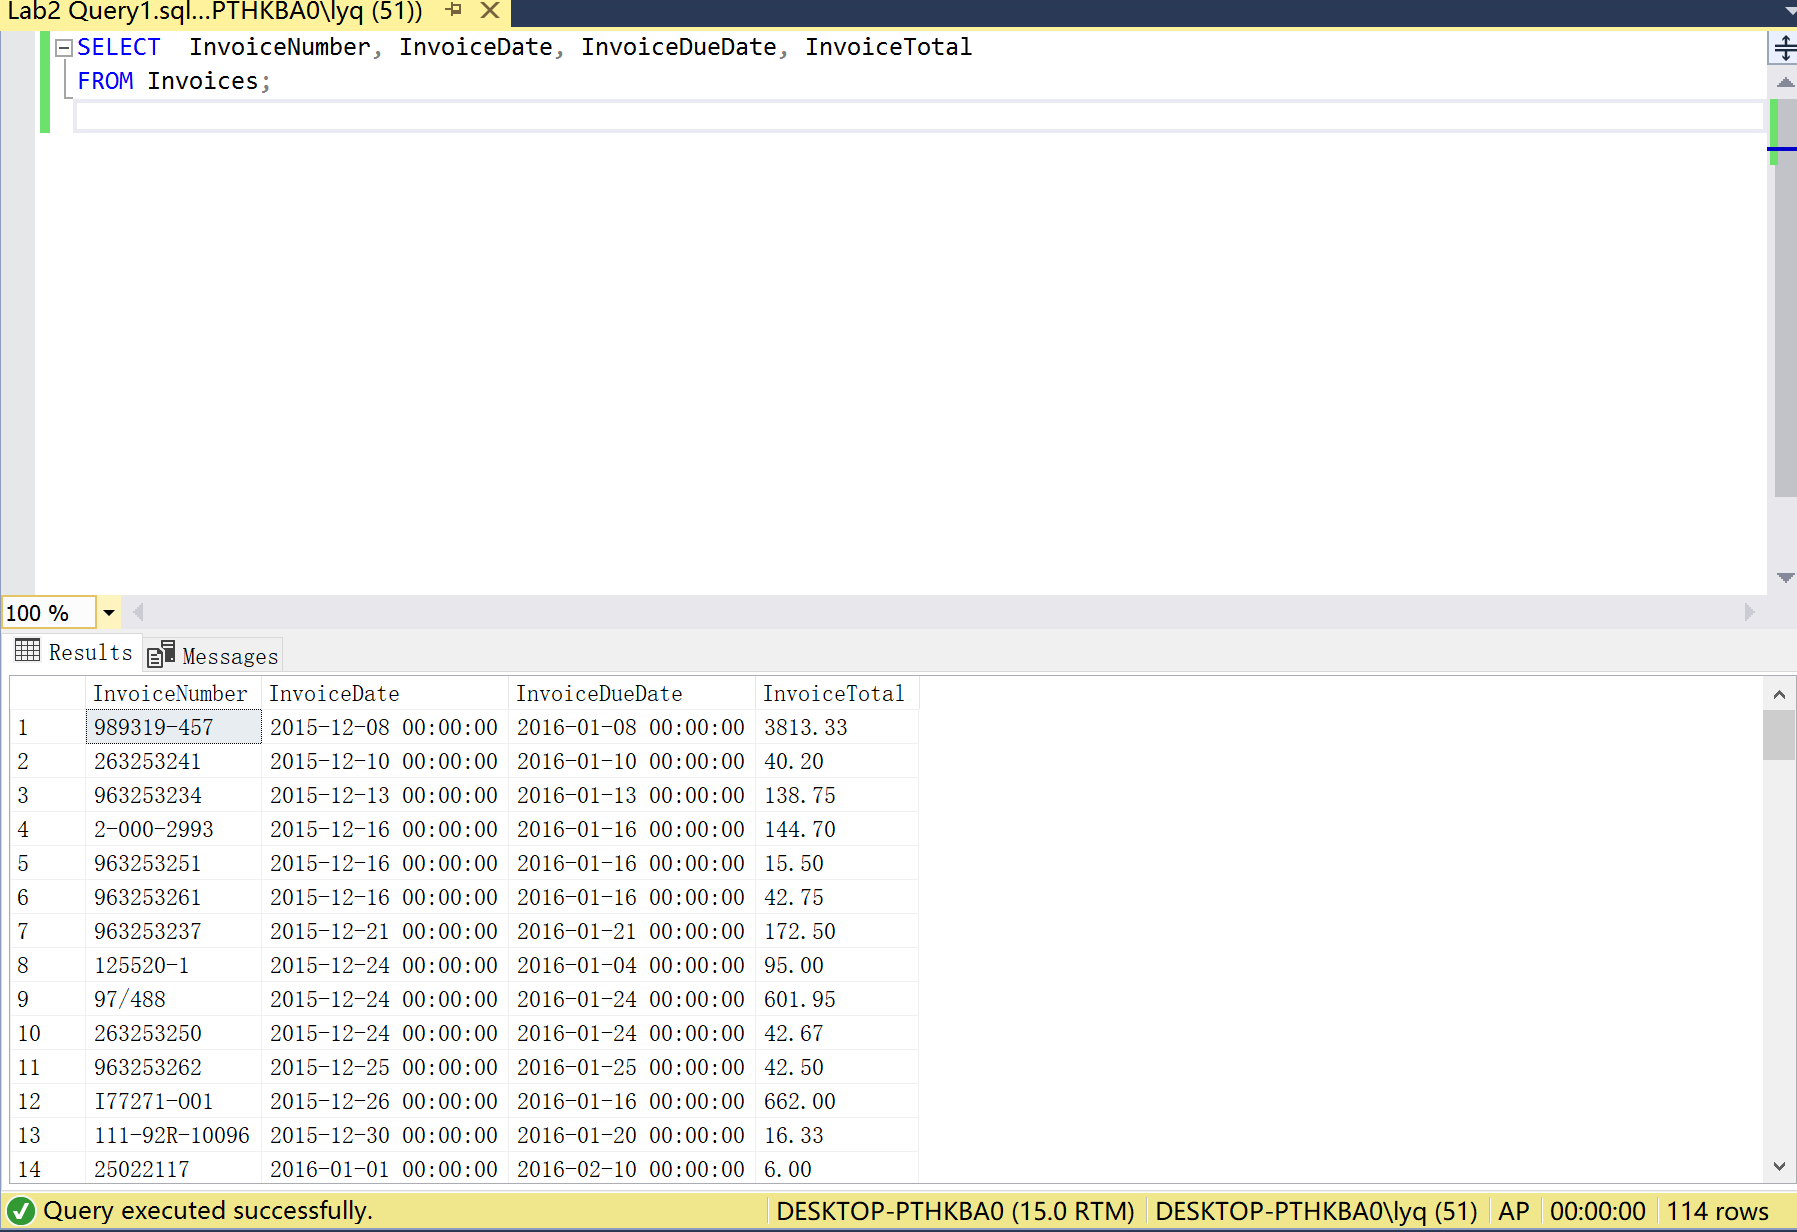 Lab2 Query1.sql...PTHKBA0\lyq (51))
SELECT  InvoiceNumber, InvoiceDate, InvoiceDueDate, InvoiceTotal
FROM Invoices;
100 %
Results Messages
InvoiceNumber InvoiceDate InvoiceDueDate InvoiceTotal
1 989319-457 2015-12-08 00:00:00 2016-01-08 00:00:00 3813.33
2 263253241 2015-12-10 00:00:00 2016-01-10 00:00:00 40.20
3 963253234 2015-12-13 00:00:00 2016-01-13 00:00:00 138.75
4 2-000-2993 2015-12-16 00:00:00 2016-01-16 00:00:00 144.70
5 963253251 2015-12-16 00:00:00 2016-01-16 00:00:00 15.50
6 963253261 2015-12-16 00:00:00 2016-01-16 00:00:00 42.75
7 963253237 2015-12-21 00:00:00 2016-01-21 00:00:00 172.50
8 125520-1 2015-12-24 00:00:00 2016-01-04 00:00:00 95.00
9 97/488 2015-12-24 00:00:00 2016-01-24 00:00:00 601.95
10 263253250 2015-12-24 00:00:00 2016-01-24 00:00:00 42.67
11 963253262 2015-12-25 00:00:00 2016-01-25 00:00:00 42.50
12 I77271-O01 2015-12-26 00:00:00 2016-01-16 00:00:00 662.00
13 111-92R-10096 2015-12-30 00:00:00 2016-01-20 00:00:00 16.33
14 25022117 2016-01-01 00:00:00 2016-02-10 00:00:00 6.00
Query executed successfully. DESKTOP-PTHKBA0 (15.0 RTM) DESKTOP-PTHKBA0\lyq (51) AP 00:00:00 114 rows